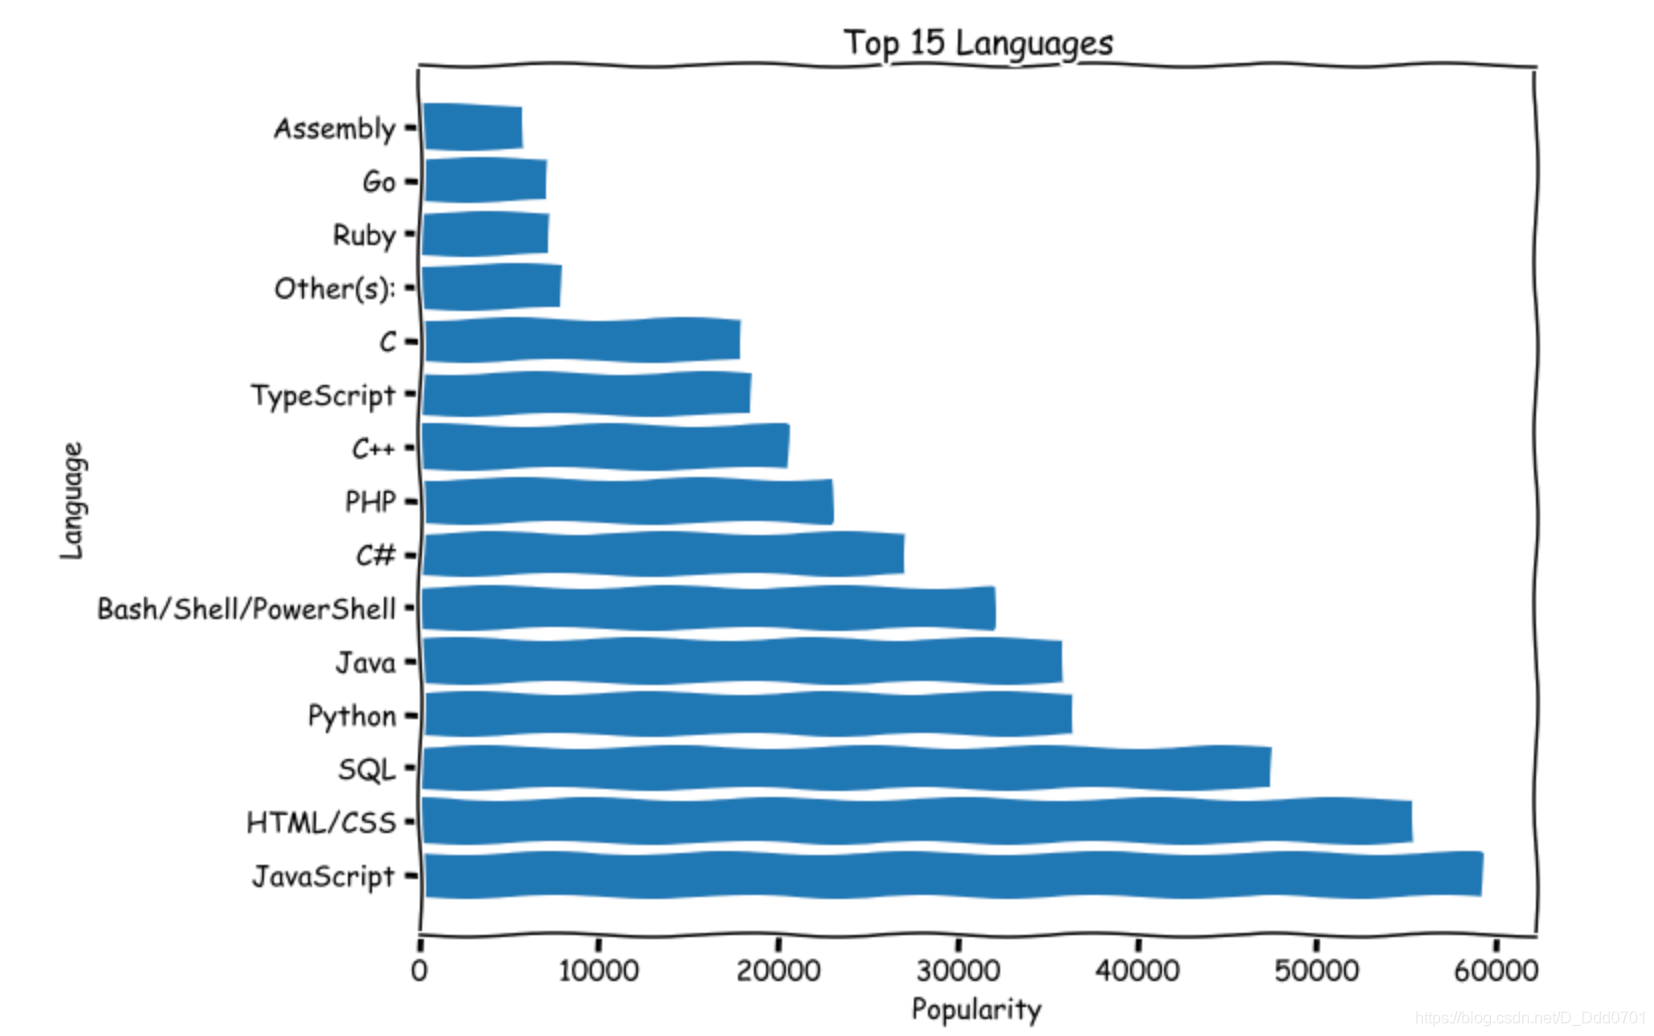 Top 15 Languages
Assembly
Go
Ruby
Other(s):
C
TypeScript
C++
PHP
C#
Bash/Shell/PowerShell
Java
Python
SQL
HTML/CSS
JavaScript
Language
0 10000 20000 30000 40000 50000 60000
Popularity
https://blog.csdn.net/D_Ddd0701